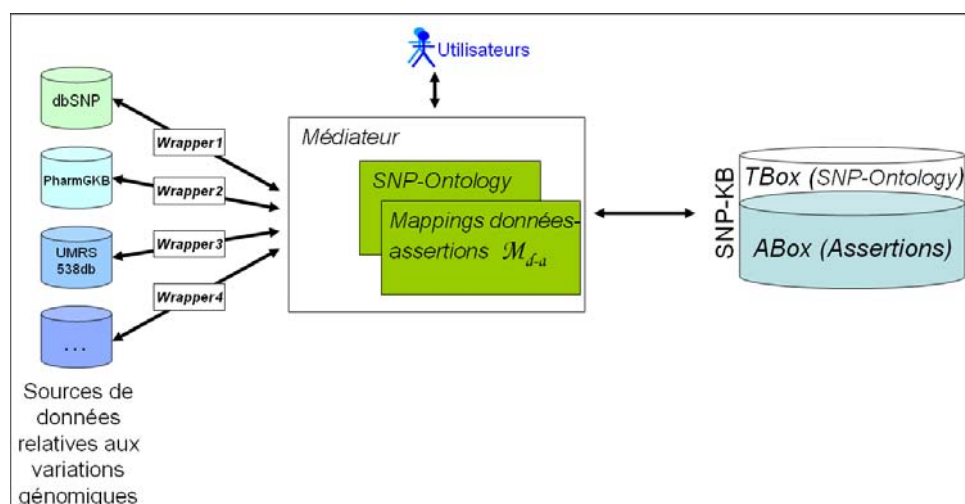 Utilisateurs
dbSNP
PharmGKB
UMRS
538db
...
Sources de
données
relatives aux
variations
génomiques
Wrapper1
Wrapper2
Wrapper3
Wrapper4
Médiateur
SNP-Ontology
Mappings données-
assertions M d-a
SNP-KB
TBox (SNP-Ontology)
ABox (Assertions)